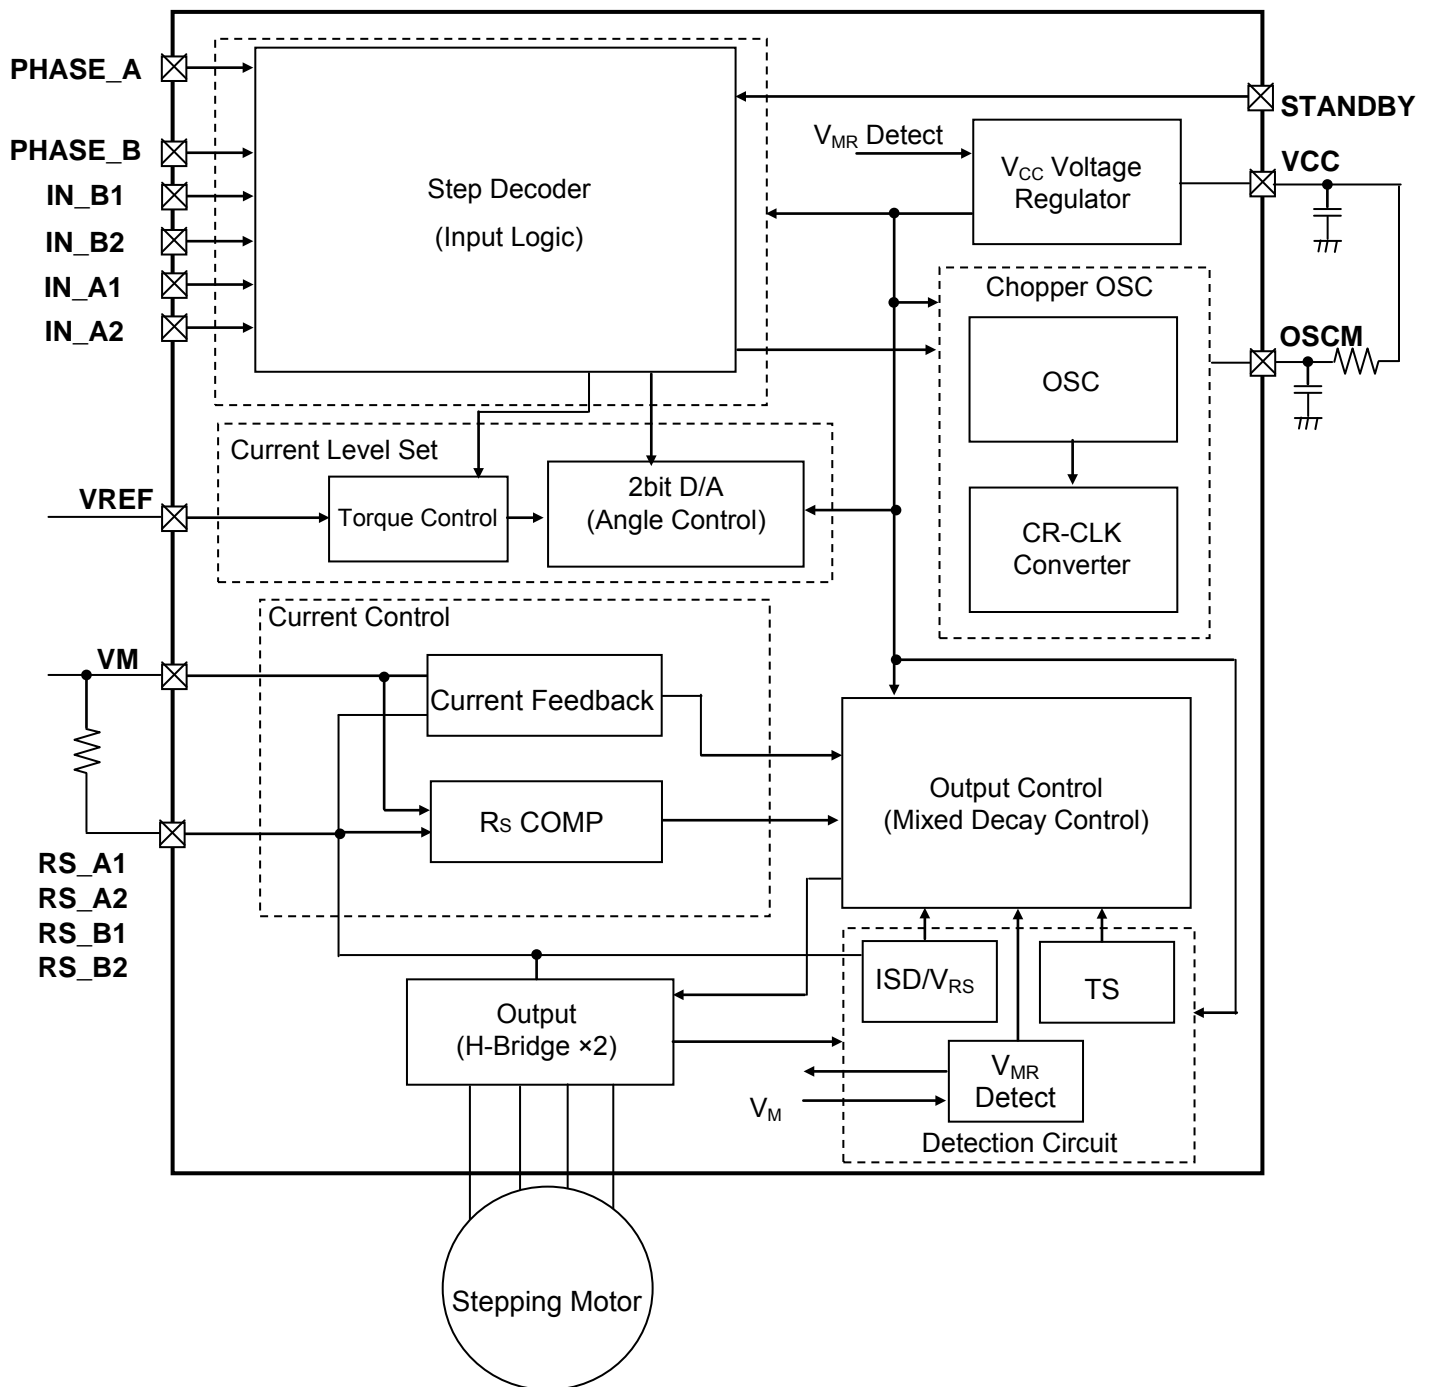 PHASE_A
PHASE_B
IN_B1
IN_B2
IN_A1
IN_A2
Step Decoder
(Input Logic)
STANDBY
VMR Detect
VCC Voltage
Regulator
VCC
Chopper OSC
OSC
CR-CLK
Converter
OSCM
Current Level Set
VREF
Torque Control
2bit D/A
(Angle Control)
Current Control
VM
Current Feedback
RS COMP
RS_A1
RS_A2
RS_B1
RS_B2
Output Control
(Mixed Decay Control)
ISD/VRS
TS
Output
(H-Bridge ×2)
VMR
Detect
VM
Detection Circuit
Stepping Motor